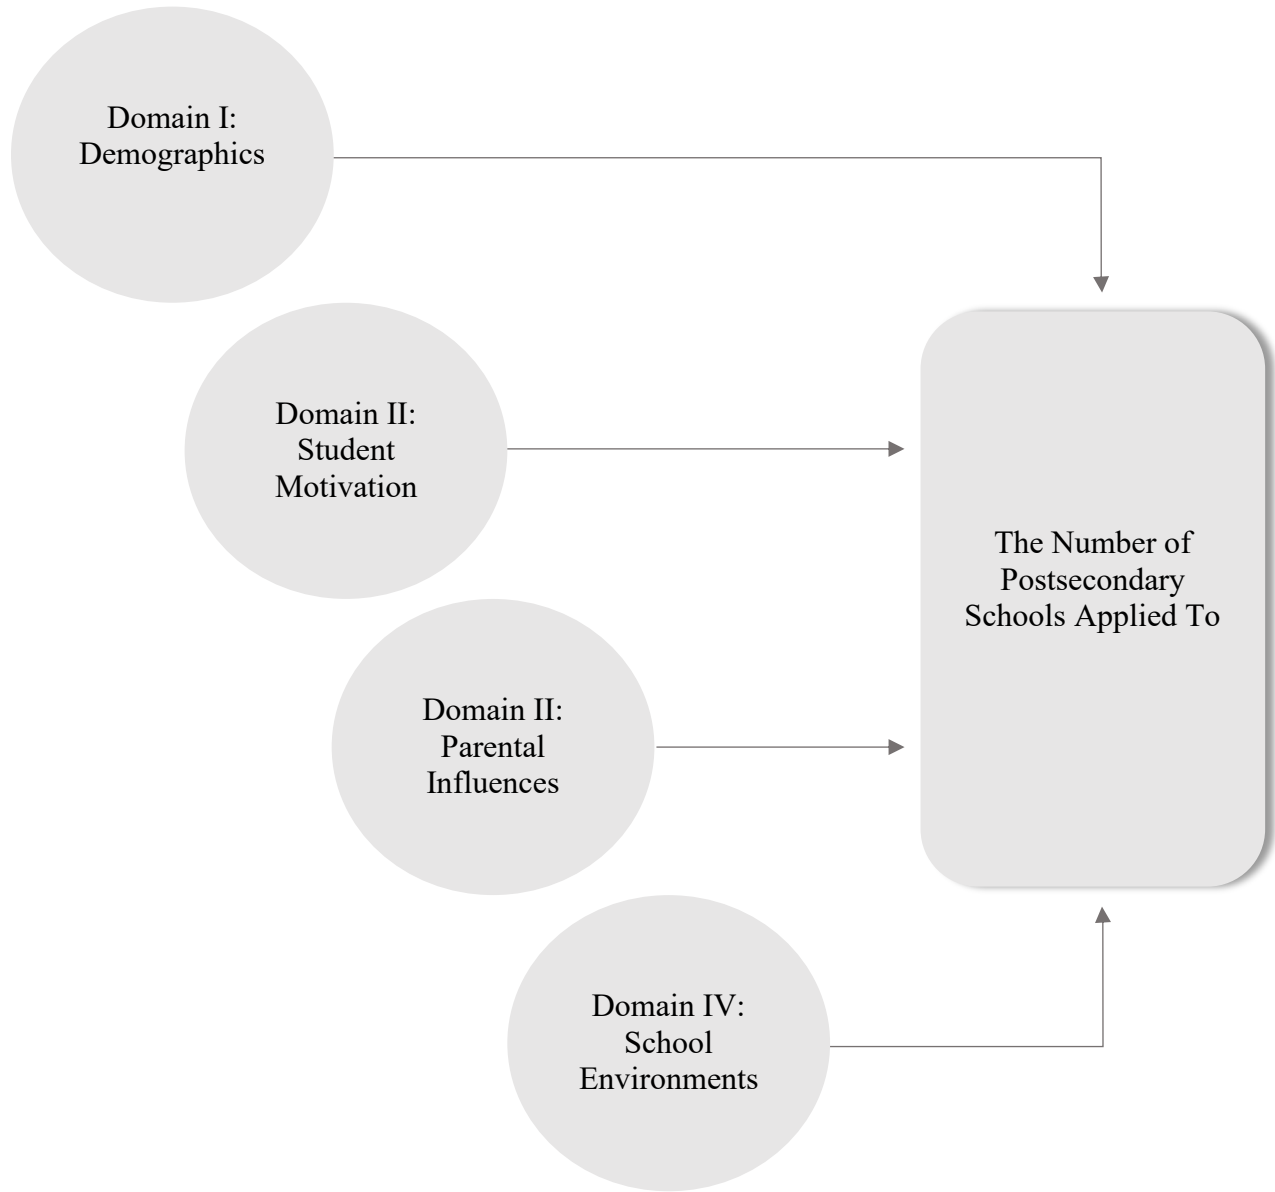 Domain I:
Demographics
Domain II:
Student
Motivation
The Number of
Postsecondary
Schools Applied To
Domain II:
Parental
Influences
Domain IV:
School
Environments